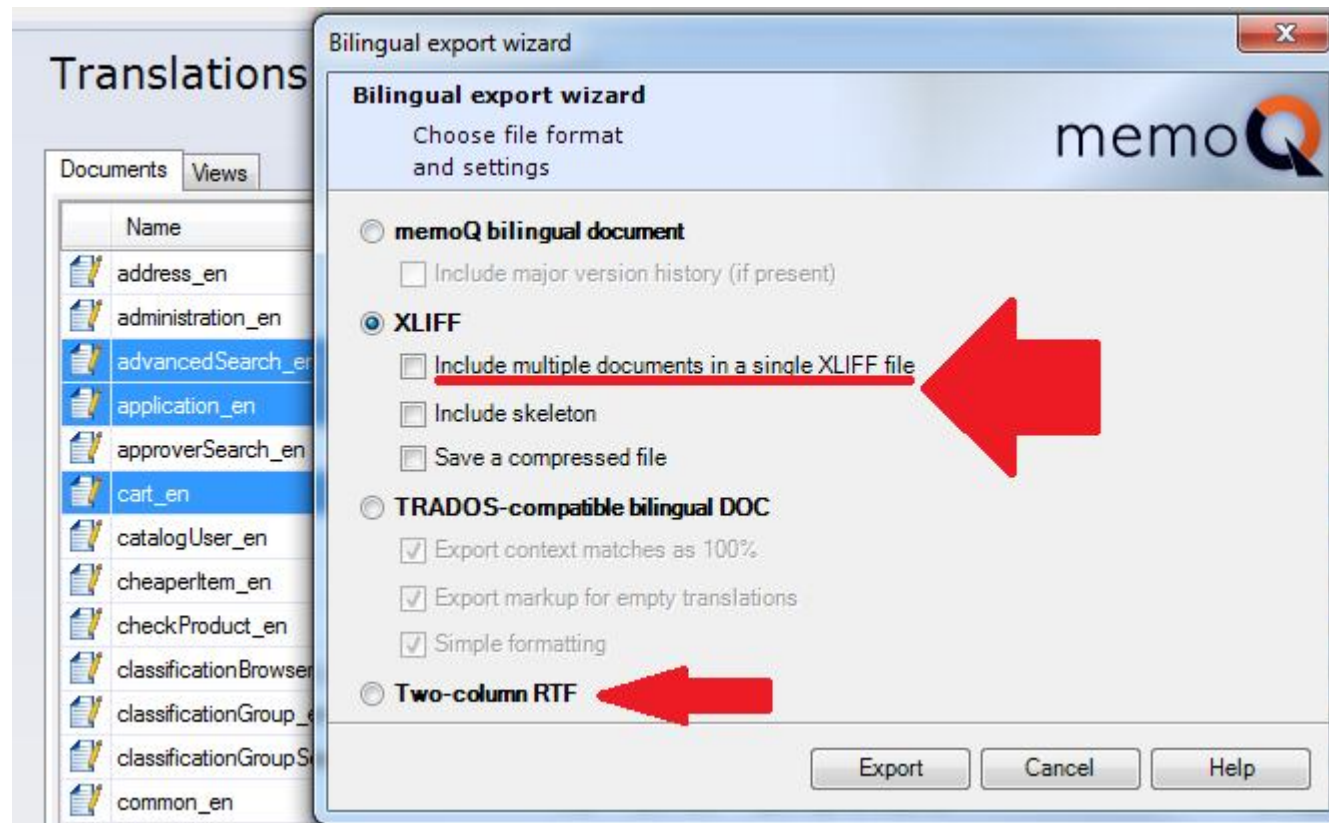 Translations
Documents
Views
Name
address_en
administration_en
advancedSearch_en
application_en
approverSearch_en
cart_en
catalogUser_en
cheaperItem_en
checkProduct_en
classificationBrowser
classificationGroup_e
classificationGroupSe
common_en
Bilingual export wizard
Bilingual export wizard
Choose file format
and settings
memoQ
memoQ bilingual document
Include major version history (if present)
XLIFF
Include multiple documents in a single XLIFF file
Include skeleton
Save a compressed file
TRADOS-compatible bilingual DOC
Export context matches as 100%
Export markup for empty translations
Simple formatting
Two-column RTF
Export
Cancel
Help